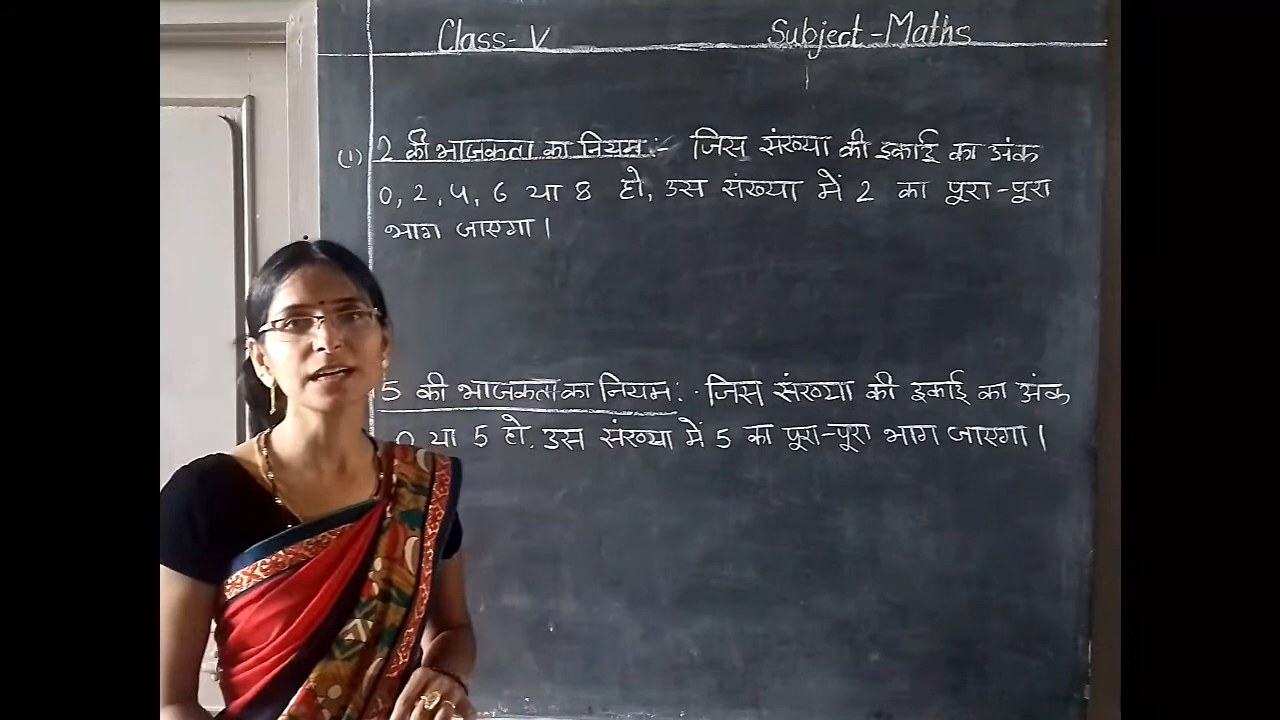 Class- V Subject-Maths
(1) 2 की भाजकता का नियम:- जिस संख्या की इकाई का अंक
0, 2, 4, 6 या 8 हो, उस संख्या में 2 का पूरा-पूरा
भाग जाएगा।
5 की भाजकता का नियम:- जिस संख्या की इकाई का अंक
0 या 5 हो, उस संख्या में 5 का पूरा-पूरा भाग जाएगा।